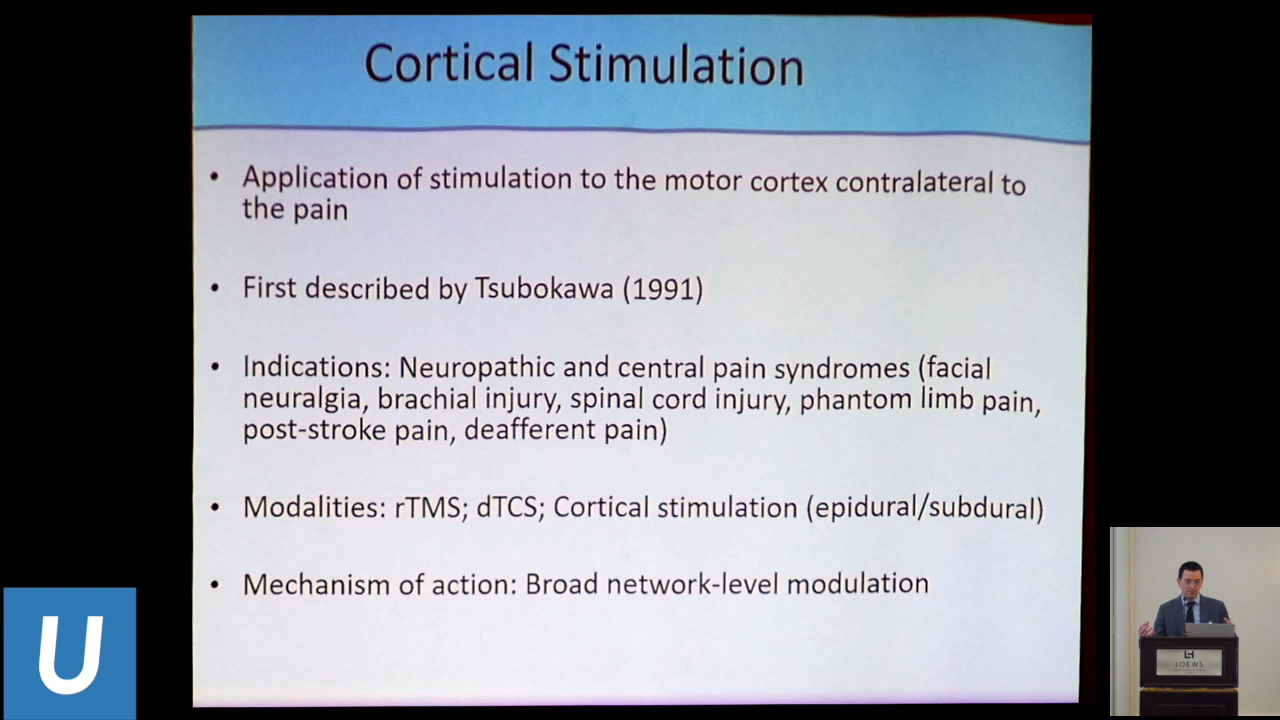 Cortical Stimulation
• Application of stimulation to the motor cortex contralateral to
the pain
• First described by Tsubokawa (1991)
• Indications: Neuropathic and central pain syndromes (facial
neuralgia, brachial injury, spinal cord injury, phantom limb pain,
post-stroke pain, deafferent pain)
• Modalities: rTMS; dTCS; Cortical stimulation (epidural/subdural)
• Mechanism of action: Broad network-level modulation
U
LOEWS